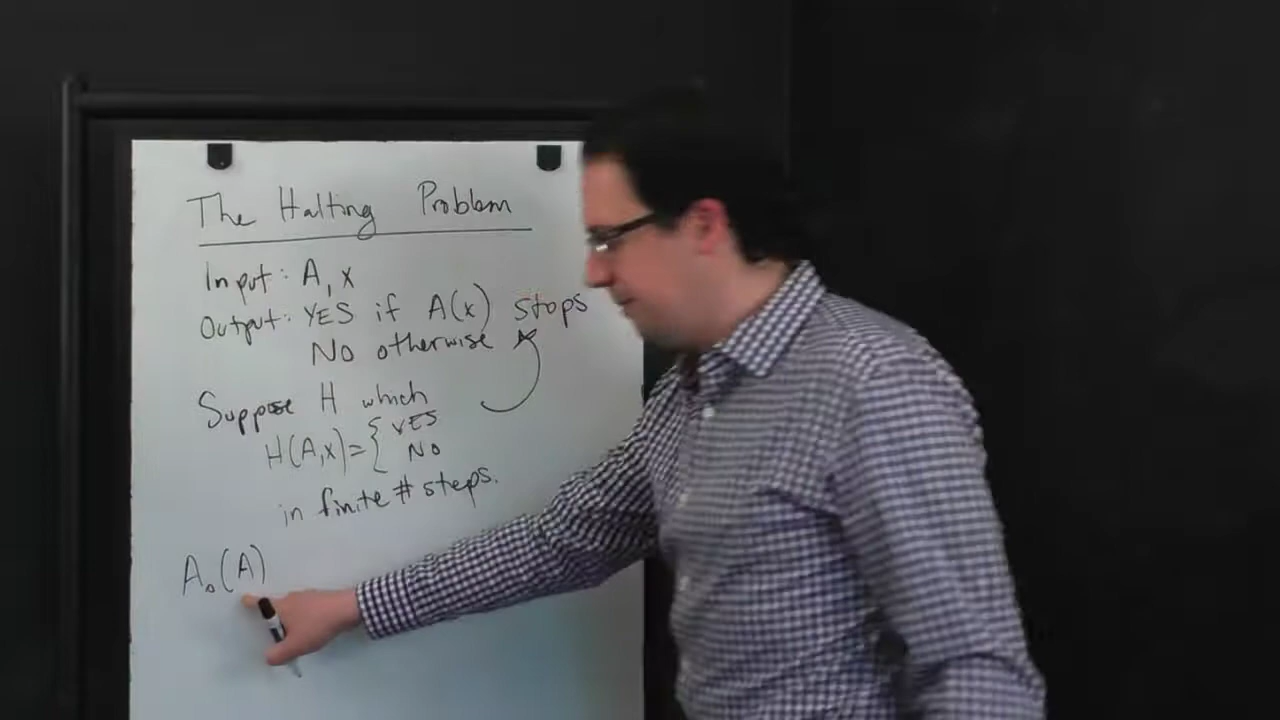 The Halting Problem
Input: A, x
Output: YES if A(x) stops
NO otherwise
Suppose H which
H(A,x)={ YES
NO
in finite # steps.
A₀(A)